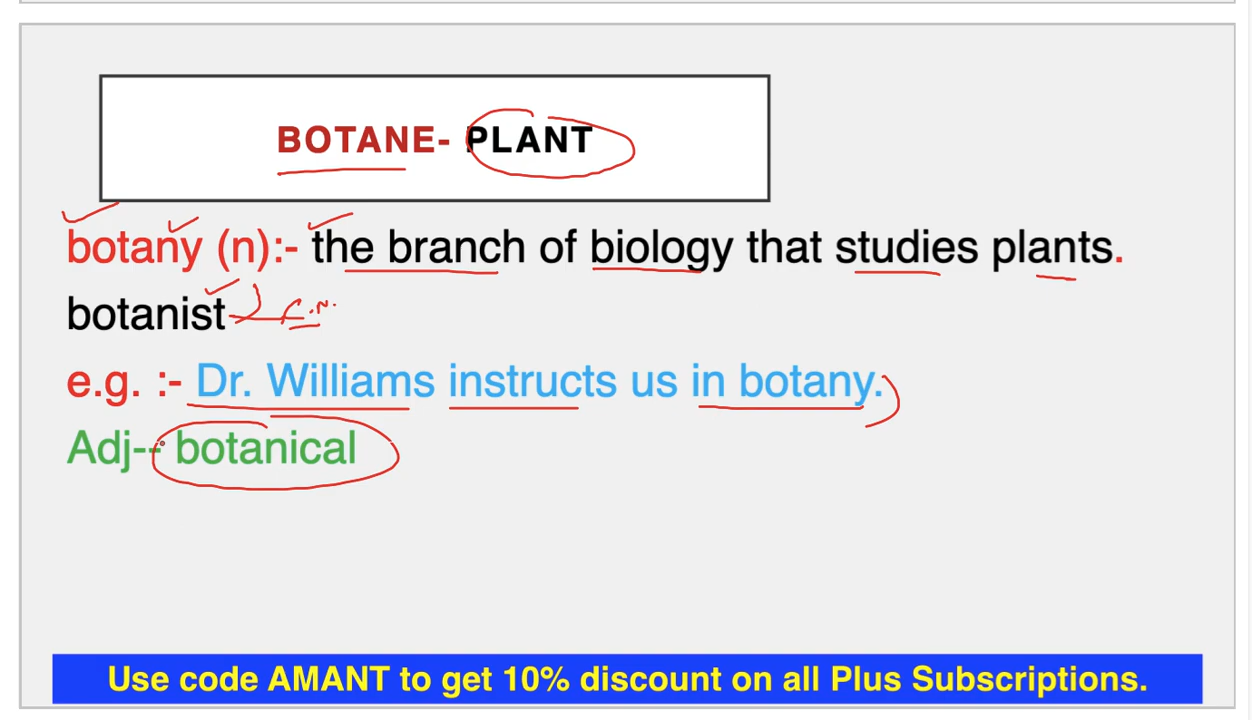 BOTANE- PLANT
botany (n):- the branch of biology that studies plants.
botanist C.N.
e.g. :- Dr. Williams instructs us in botany.
Adj-- botanical
Use code AMANT to get 10% discount on all Plus Subscriptions.